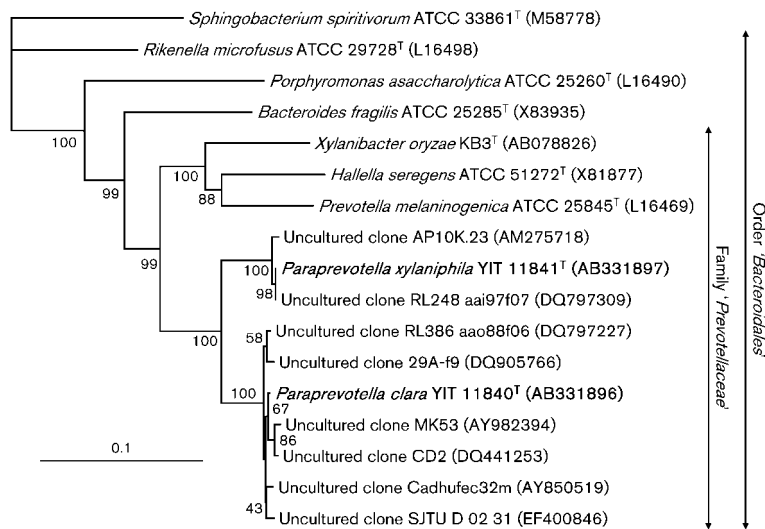 Sphingobacterium spiritivorum ATCC 33861ᵀ (M58778)
Rikenella microfusus ATCC 29728ᵀ (L16498)
Porphyromonas asaccharolytica ATCC 25260ᵀ (L16490)
Bacteroides fragilis ATCC 25285ᵀ (X83935)
100
Xylanibacter oryzae KB3ᵀ (AB078826)
100
Hallella seregens ATCC 51272ᵀ (X81877)
99
88
Prevotella melaninogenica ATCC 25845ᵀ (L16469)
Uncultured clone AP10K.23 (AM275718)
99
100
Paraprevotella xylaniphila YIT 11841ᵀ (AB331897)
98
Uncultured clone RL248 aai97f07 (DQ797309)
Uncultured clone RL386 aao88f06 (DQ797227)
100
58
Uncultured clone 29A-f9 (DQ905766)
100
Paraprevotella clara YIT 11840ᵀ (AB331896)
67
Uncultured clone MK53 (AY982394)
86
0.1
Uncultured clone CD2 (DQ441253)
Uncultured clone Cadhufec32m (AY850519)
43
Uncultured clone SJTU D 02 31 (EF400846)
Family 'Prevotellaceae'
Order 'Bacteroidales'